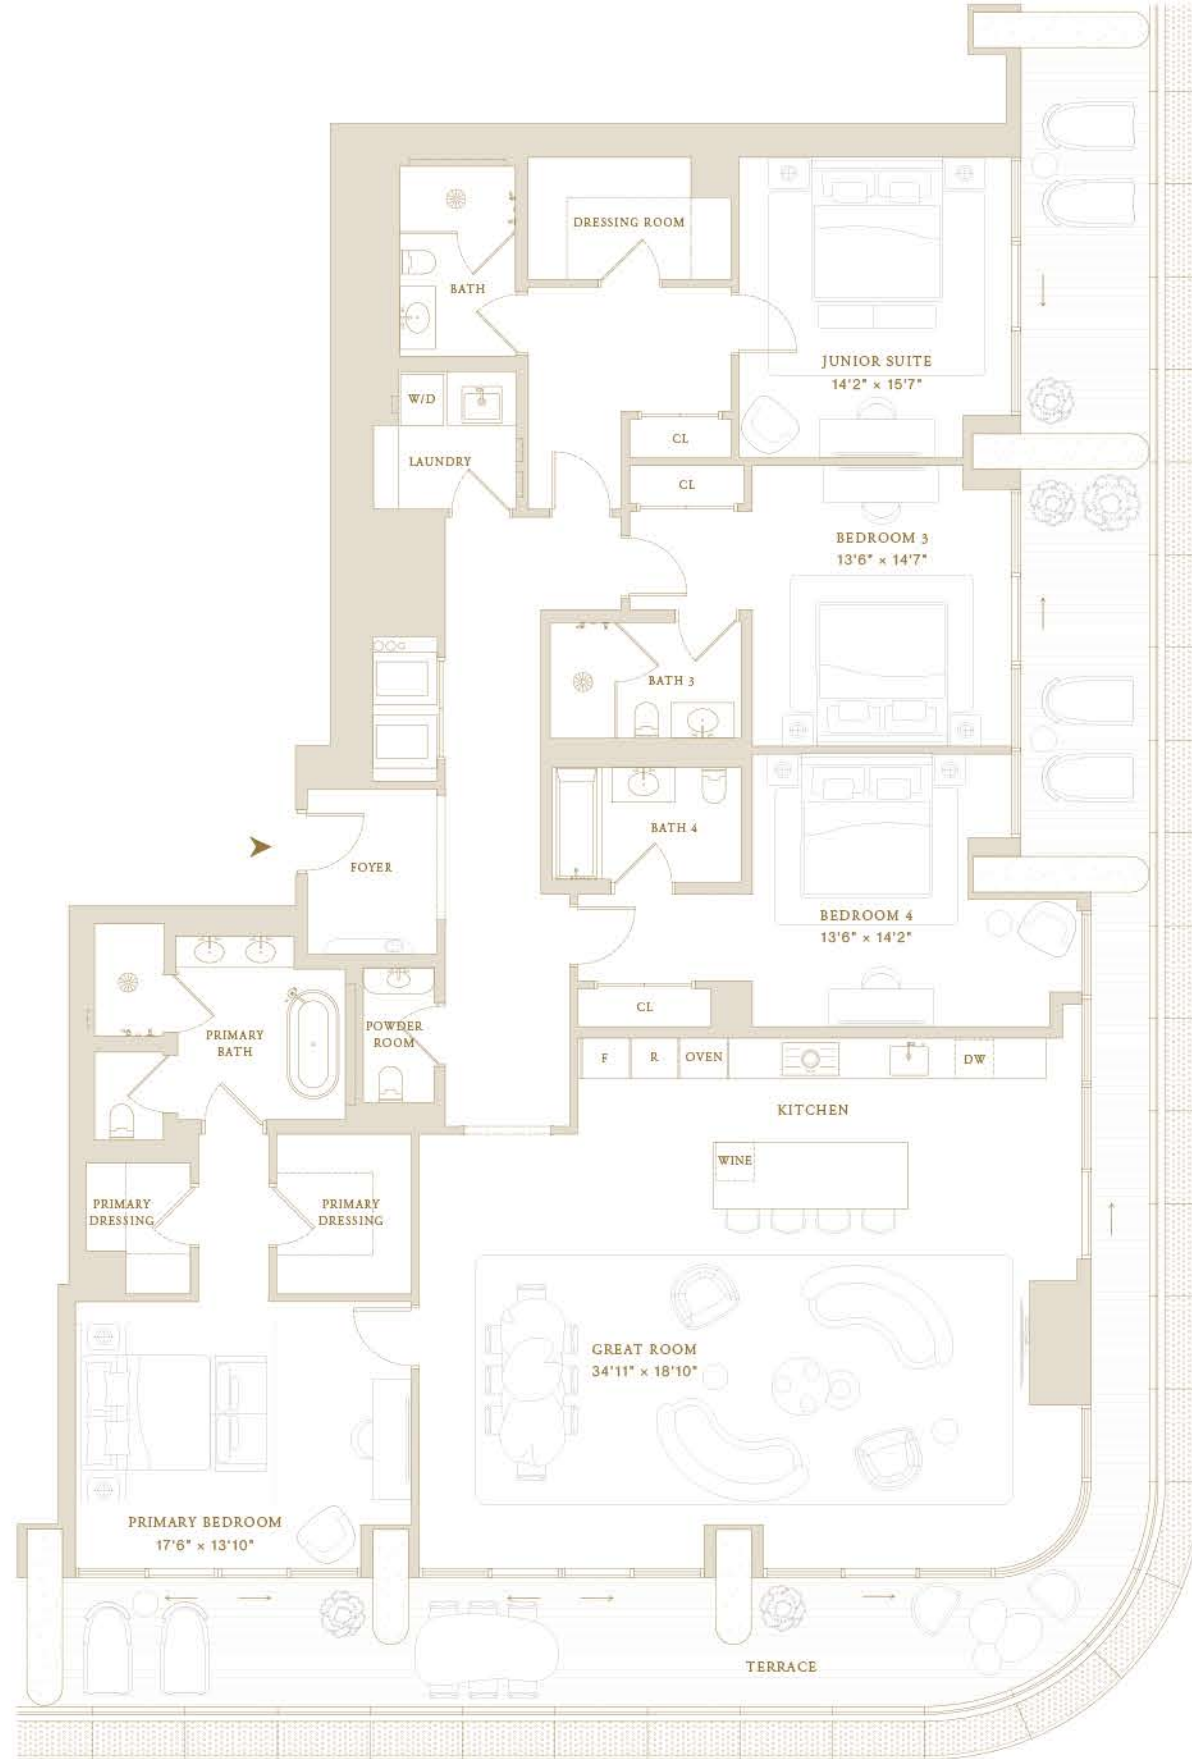 DRESSING ROOM
BATH
JUNIOR SUITE
14'2" × 15'7"
W/D
CL
LAUNDRY
CL
BEDROOM 3
13'6" × 14'7"
BATH 3
BATH 4
FOYER
BEDROOM 4
13'6" × 14'2"
CL
POWDER
ROOM
PRIMARY
BATH
F
R
OVEN
DW
KITCHEN
WINE
PRIMARY
DRESSING
PRIMARY
DRESSING
GREAT ROOM
34'11" × 18'10"
PRIMARY BEDROOM
17'6" × 13'10"
TERRACE